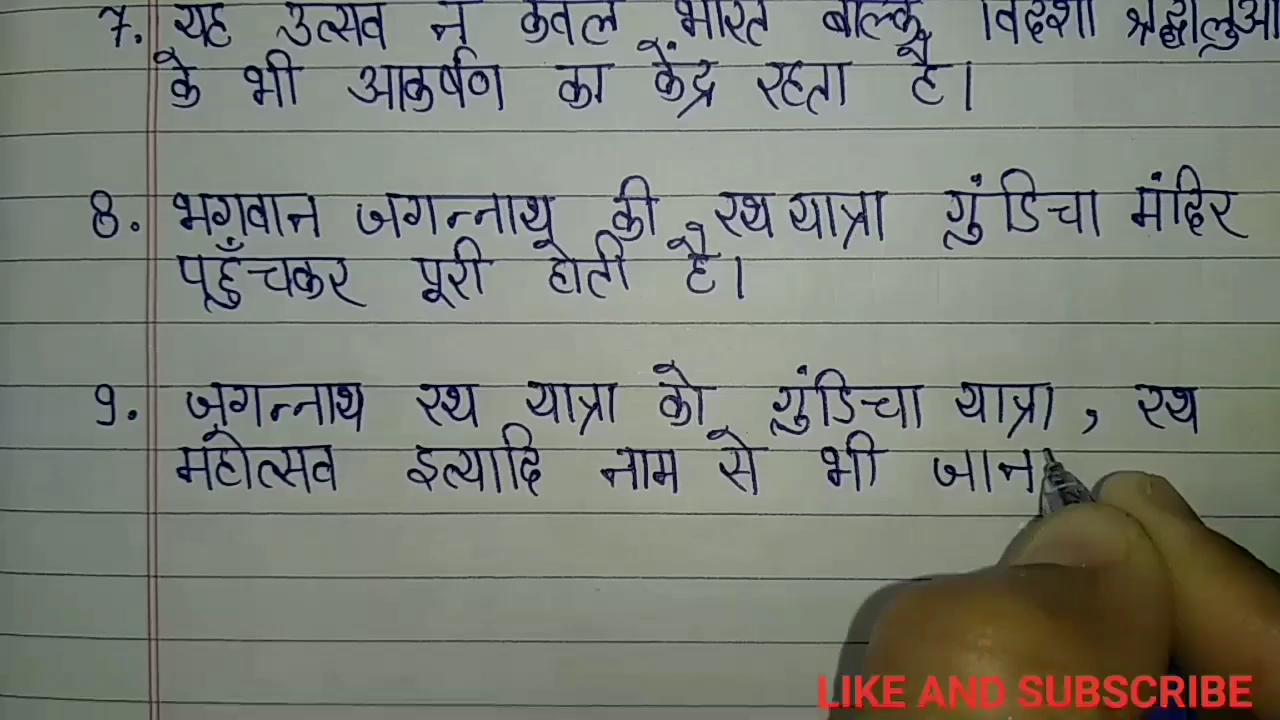 7. यह उत्सव न केवल भारत बल्कि विदेशी श्रद्धालुओं
के भी आकर्षण का केंद्र रहता है।
8. भगवान जगन्नाथ की रथ यात्रा गुंडिचा मंदिर
पहुँचकर पूरी होती है।
9. जगन्नाथ रथ यात्रा को गुंडिचा यात्रा, रथ
महोत्सव इत्यादि नाम से भी जान
LIKE AND SUBSCRIBE